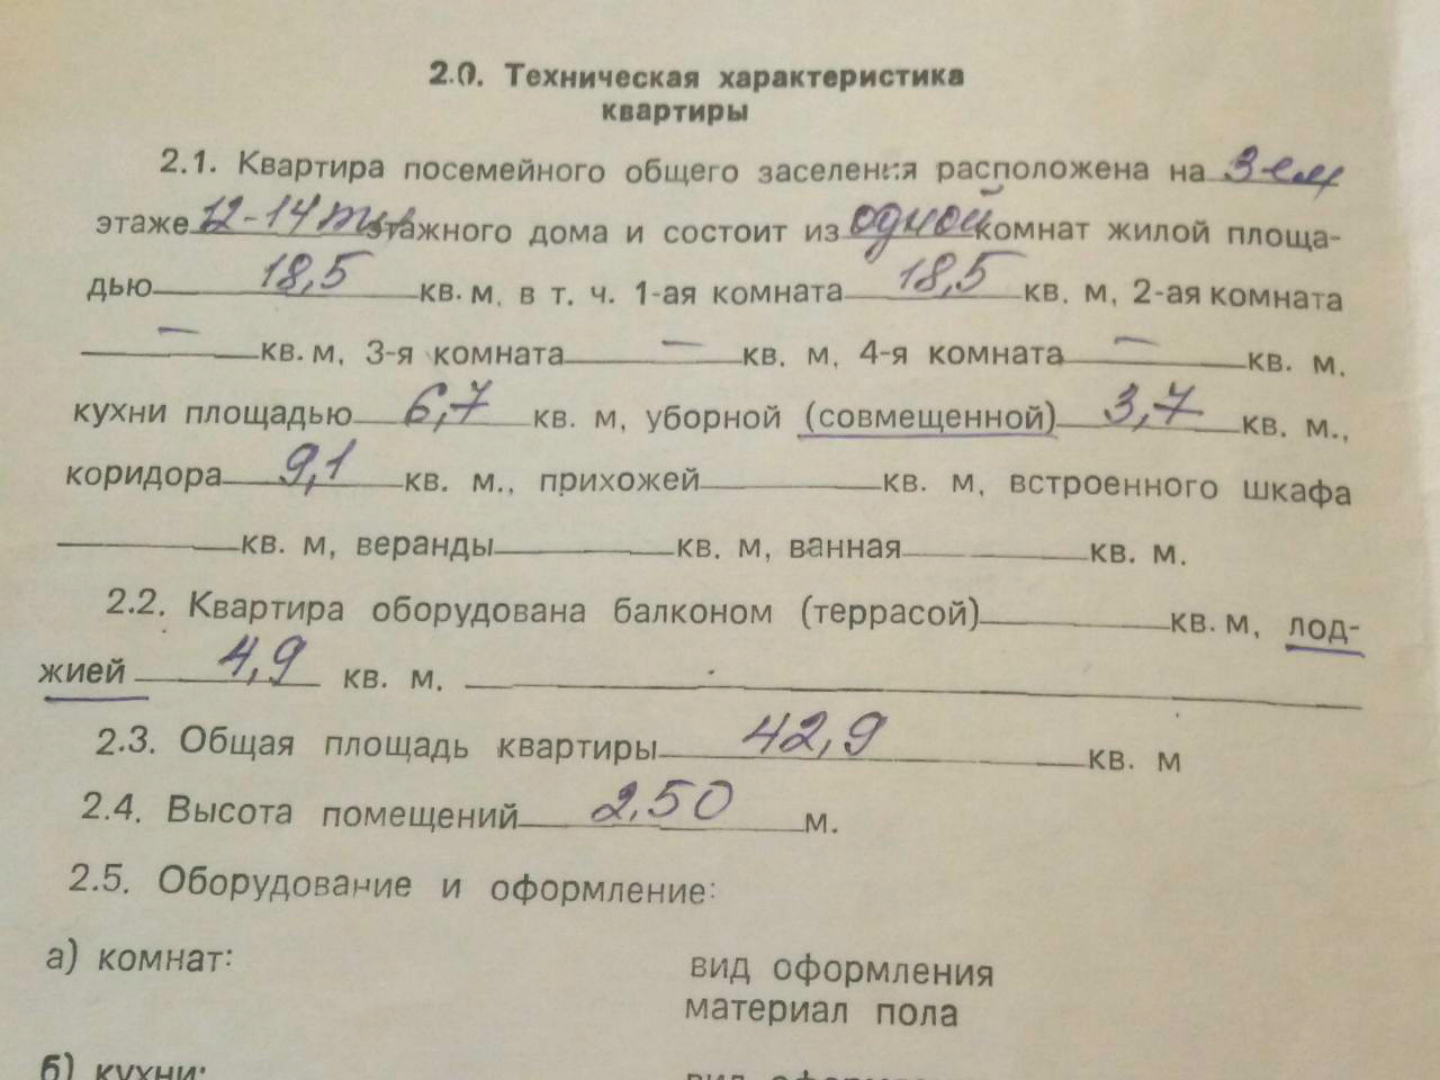 2.0. Техническая характеристика
квартиры
2.1. Квартира посемейного общего заселения расположена на 3-ем
этаже 12-14ти этажного дома и состоит из одной комнат жилой площа-
дью 18,5 кв. м, в т. ч. 1-ая комната 18,5 кв. м, 2-ая комната
— кв. м, 3-я комната — кв. м, 4-я комната — кв. м.
кухни площадью 6,7 кв. м, уборной (совмещенной) 3,7 кв. м.,
коридора 9,1 кв. м., прихожей кв. м, встроенного шкафа
кв. м, веранды кв. м, ванная кв. м.
2.2. Квартира оборудована балконом (террасой) кв. м, лод-
жией 4,9 кв. м.
2.3. Общая площадь квартиры 42,9 кв. м
2.4. Высота помещений 2,50 м.
2.5. Оборудование и оформление:
а) комнат: вид оформления
материал пола
б) кухни: вид